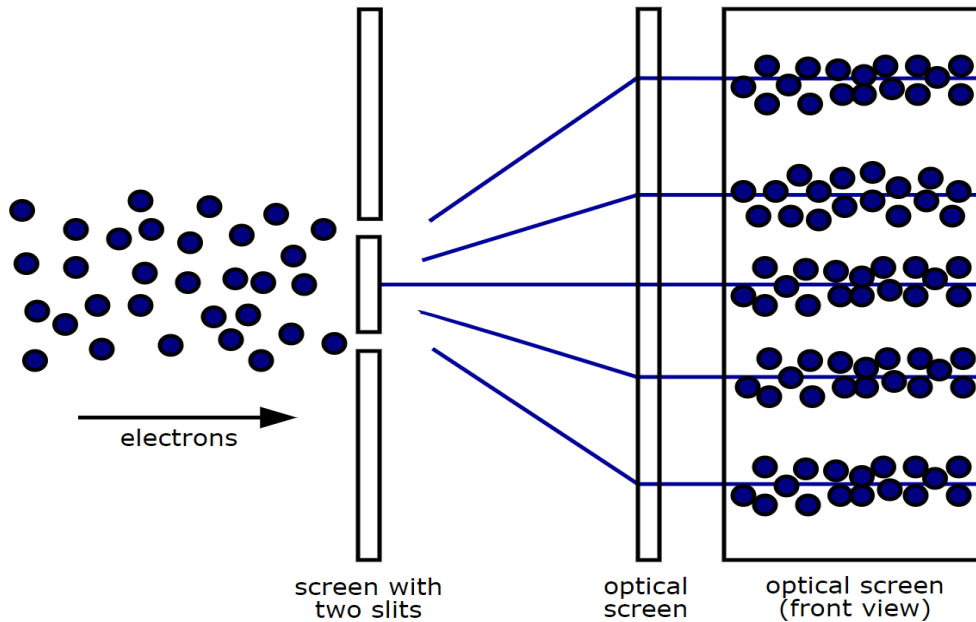 electrons
screen with
two slits
optical
screen
optical screen
(front view)